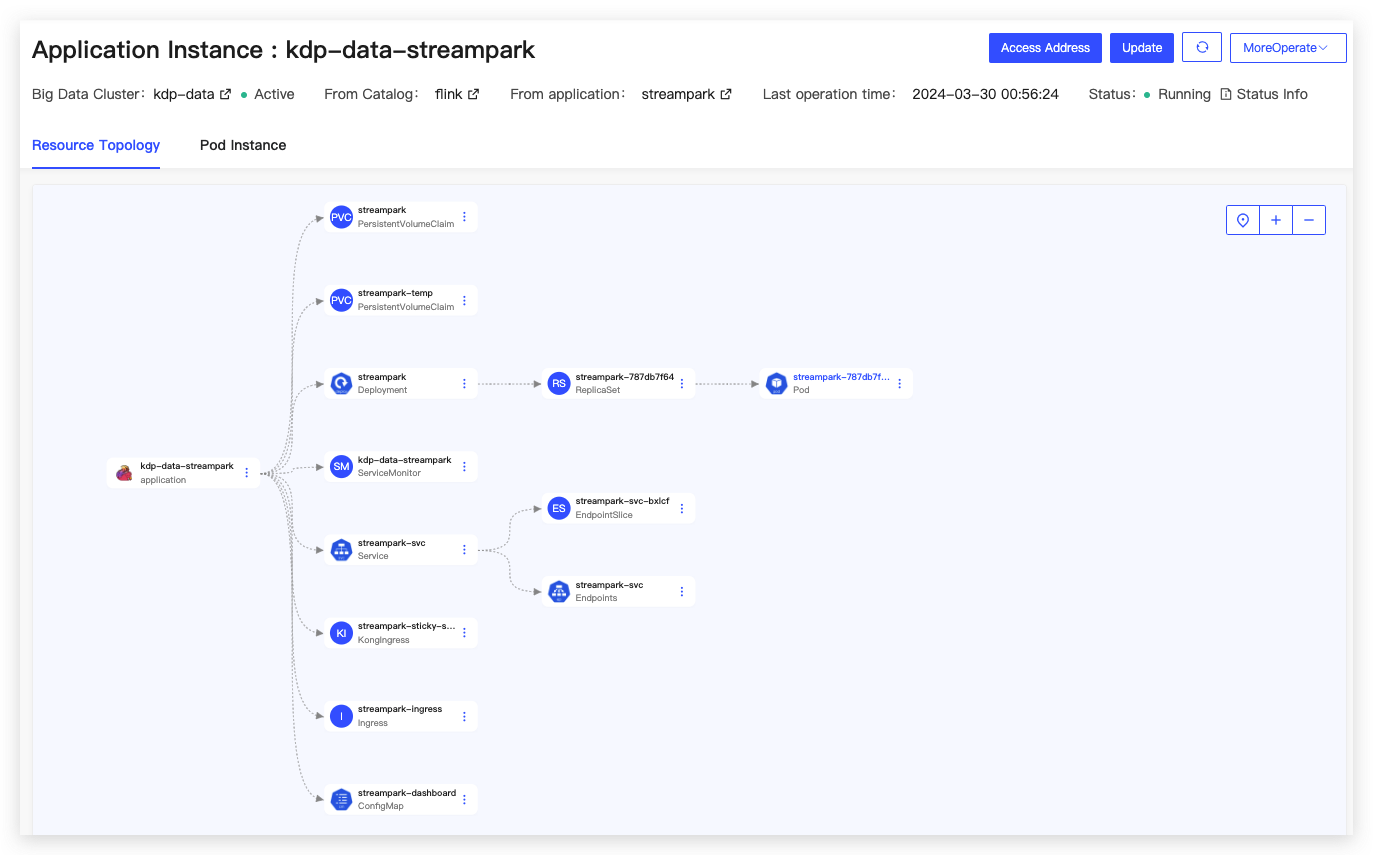 Application Instance : kdp-data-streampark
Access Address
Update
MoreOperate
Big Data Cluster: kdp-data Active From Catalog: flink From application: streampark Last operation time: 2024-03-30 00:56:24 Status: Running Status Info
Resource Topology Pod Instance
PVC streampark
PersistentVolumeClaim
PVC streampark-temp
PersistentVolumeClaim
streampark
Deployment
RS streampark-787db7f64
ReplicaSet
streampark-787db7f...
Pod
kdp-data-streampark
application
SM kdp-data-streampark
ServiceMonitor
ES streampark-svc-bxlcf
EndpointSlice
streampark-svc
Service
streampark-svc
Endpoints
KI streampark-sticky-s...
KongIngress
I streampark-ingress
Ingress
streampark-dashboard
ConfigMap